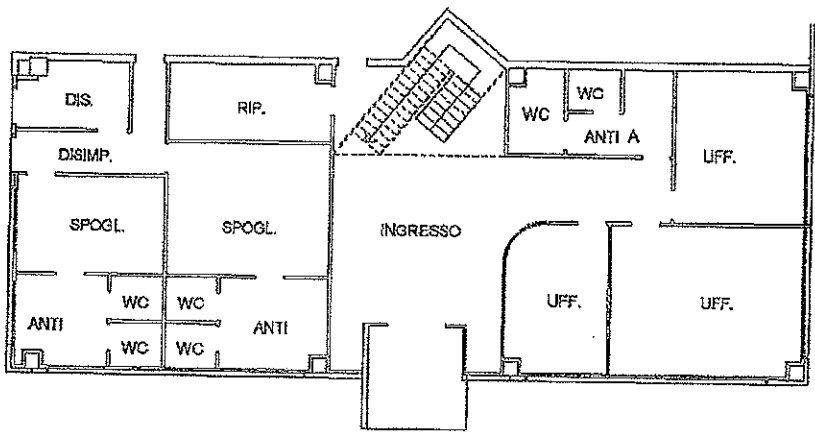 DIS.
RIP.
WC
WC
ANTI A
DISIMP.
UFF.
SPOGL.
SPOGL.
INGRESSO
WC
WC
UFF.
UFF.
ANTI
ANTI
WC
WC